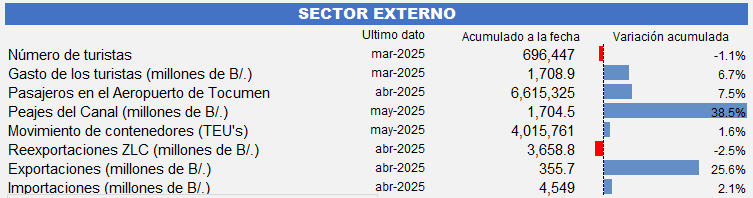 SECTOR EXTERNO
Ultimo dato Acumulado a la fecha Variación acumulada
Número de turistas mar-2025 696,447 -1.1%
Gasto de los turistas (millones de B/.) mar-2025 1,708.9 6.7%
Pasajeros en el Aeropuerto de Tocumen abr-2025 6,615,325 7.5%
Peajes del Canal (millones B/.) may-2025 1,704.5 38.5%
Movimiento de contenedores (TEU's) may-2025 4,015,761 1.6%
Reexportaciones ZLC (millones de B/.) abr-2025 3,658.8 -2.5%
Exportaciones (millones de B/.) abr-2025 355.7 25.6%
Importaciones (millones de B/.) abr-2025 4,549 2.1%